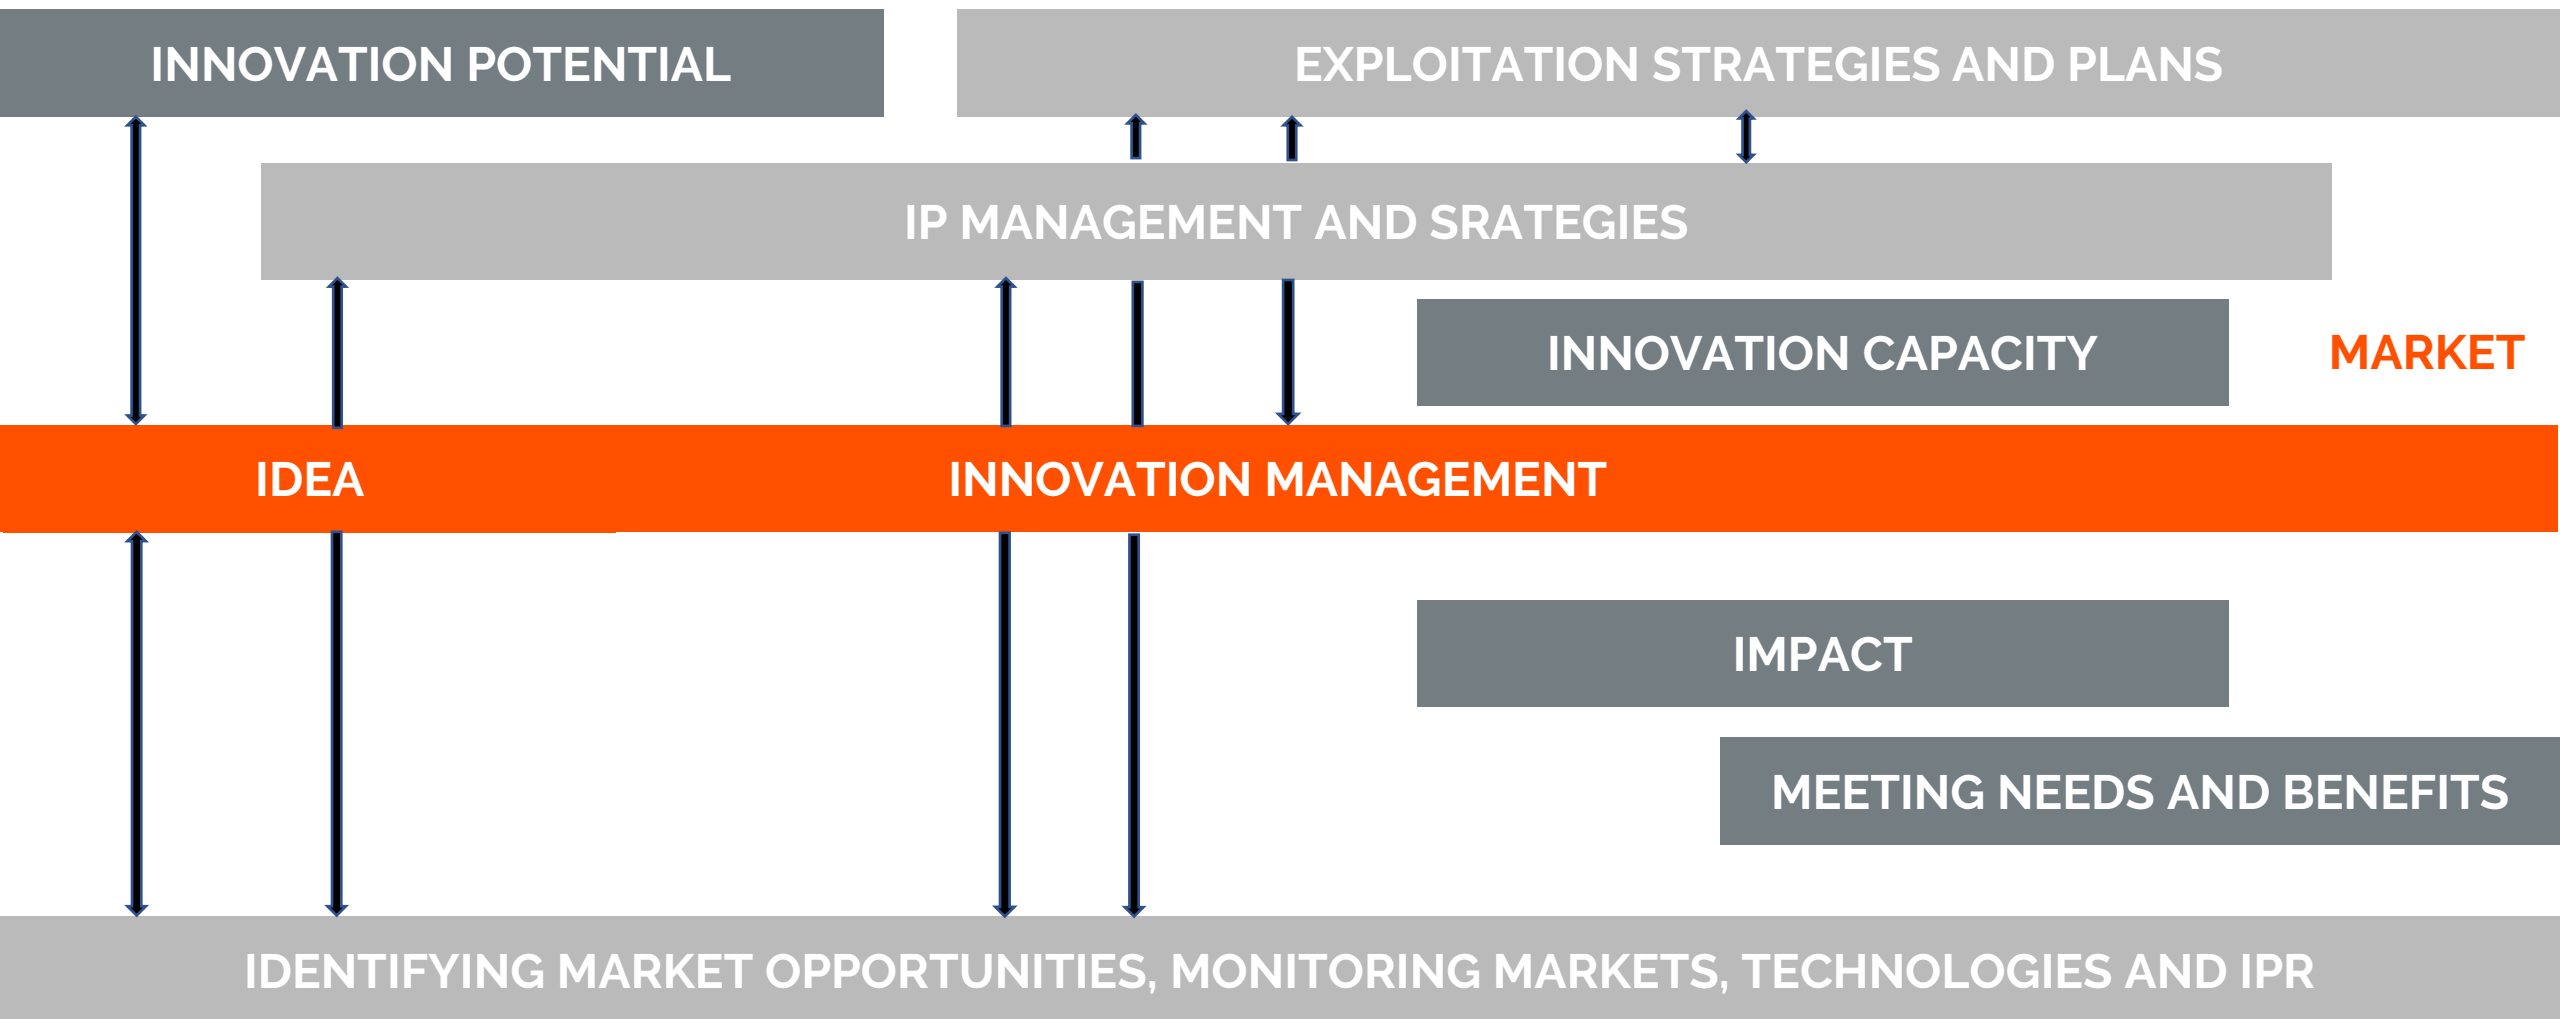 INNOVATION POTENTIAL
EXPLOITATION STRATEGIES AND PLANS
IP MANAGEMENT AND SRATEGIES
INNOVATION CAPACITY
MARKET
IDEA
INNOVATION MANAGEMENT
IMPACT
MEETING NEEDS AND BENEFITS
IDENTIFYING MARKET OPPORTUNITIES, MONITORING MARKETS, TECHNOLOGIES AND IPR